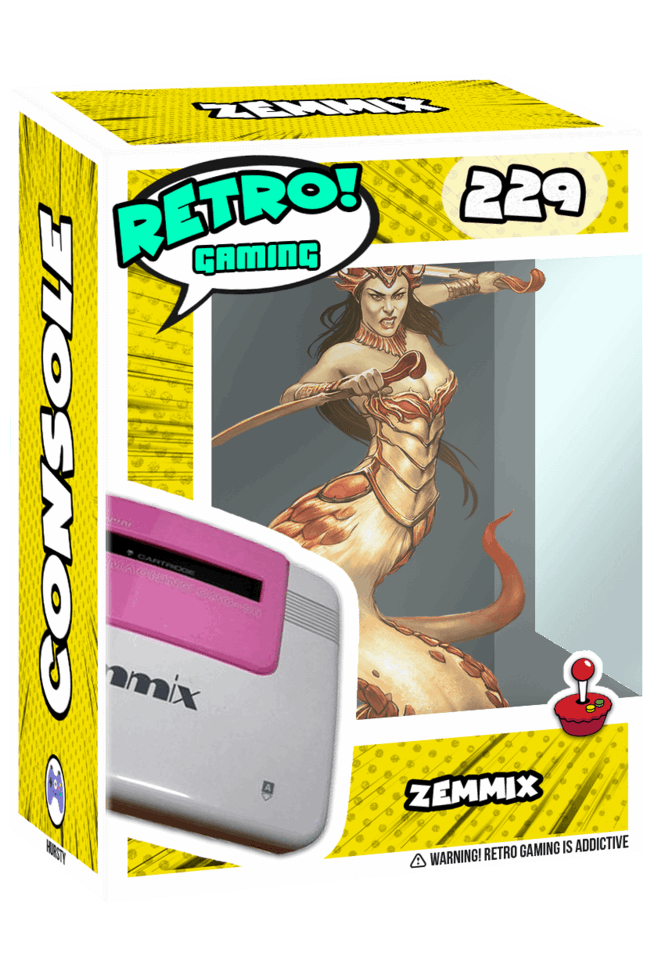 ZEMMIX
RETRO!
GAMING
229
CONSOLE
CARTRIDGE
mmix
ZEMMIX
HURSTY
⚠ WARNING! RETRO GAMING IS ADDICTIVE